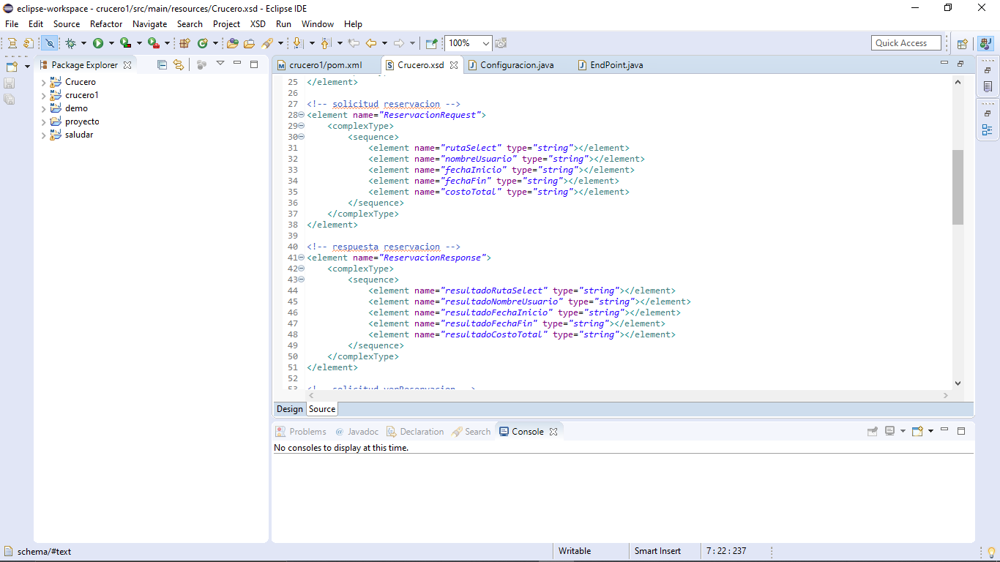 eclipse-workspace - crucero1/src/main/resources/Crucero.xsd - Eclipse IDE
File Edit Source Refactor Navigate Search Project XSD Run Window Help
100%
Quick Access
Package Explorer
Crucero
crucero1
demo
proyecto
saludar
crucero1/pom.xml Crucero.xsd Configuracion.java EndPoint.java
25 </element>
26
27 <!-- solicitud reservacion -->
28 <element name="ReservacionRequest">
29 <complexType>
30 <sequence>
31 <element name="rutaSelect" type="string"></element>
32 <element name="nombreUsuario" type="string"></element>
33 <element name="fechaInicio" type="string"></element>
34 <element name="fechaFin" type="string"></element>
35 <element name="costoTotal" type="string"></element>
36 </sequence>
37 </complexType>
38 </element>
39
40 <!-- respuesta reservacion -->
41 <element name="ReservacionResponse">
42 <complexType>
43 <sequence>
44 <element name="resultadoRutaSelect" type="string"></element>
45 <element name="resultadoNombreUsuario" type="string"></element>
46 <element name="resultadoFechaInicio" type="string"></element>
47 <element name="resultadoFechaFin" type="string"></element>
48 <element name="resultadoCostoTotal" type="string"></element>
49 </sequence>
50 </complexType>
51 </element>
52
53 <!-- solicitud verReservacion -->
Design Source
Problems @ Javadoc Declaration Search Console
No consoles to display at this time.
schema/#text Writable Smart Insert 7 : 22 : 237